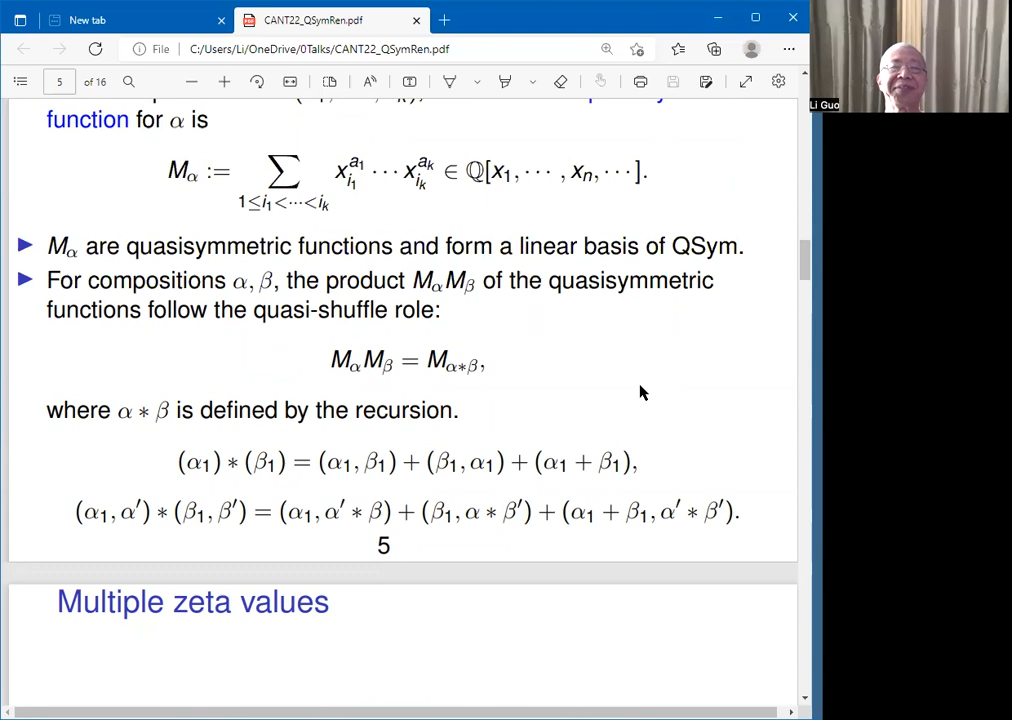 New tab
CANT22_QSymRen.pdf
File
C:/Users/Li/OneDrive/0Talks/CANT22_QSymRen.pdf
5 of 16
Li Guo
function for α is
M_α := ∑_{1≤i_1<⋯<i_k} x_{i_1}^{a_1} ⋯ x_{i_k}^{a_k} ∈ ℚ[x_1, ⋯ , x_n, ⋯ ].
▶ M_α are quasisymmetric functions and form a linear basis of QSym.
▶ For compositions α, β, the product M_αM_β of the quasisymmetric
functions follow the quasi-shuffle role:
M_αM_β = M_{α∗β},
where α ∗ β is defined by the recursion.
(α_1) ∗ (β_1) = (α_1, β_1) + (β_1, α_1) + (α_1 + β_1),
(α_1, α′) ∗ (β_1, β′) = (α_1, α′ ∗ β) + (β_1, α ∗ β′) + (α_1 + β_1, α′ ∗ β′).
5
Multiple zeta values